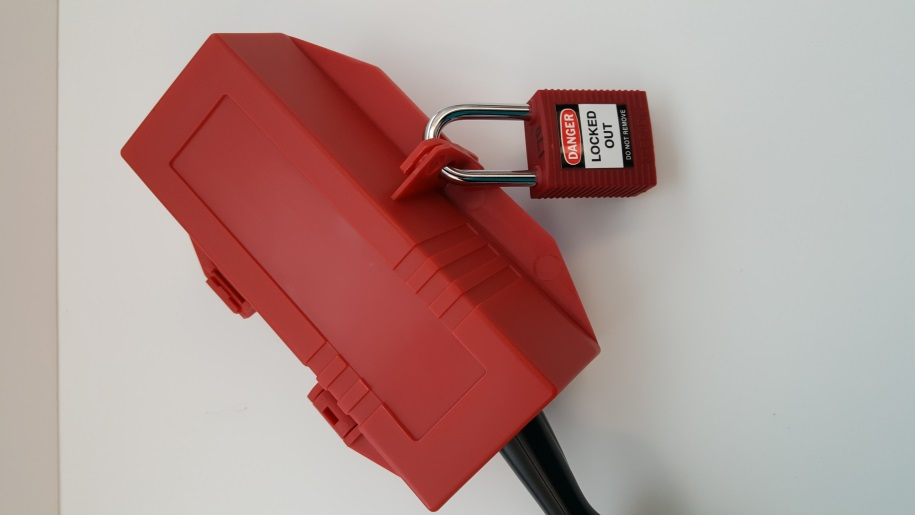 DANGER
LOCKED
OUT
DO NOT REMOVE